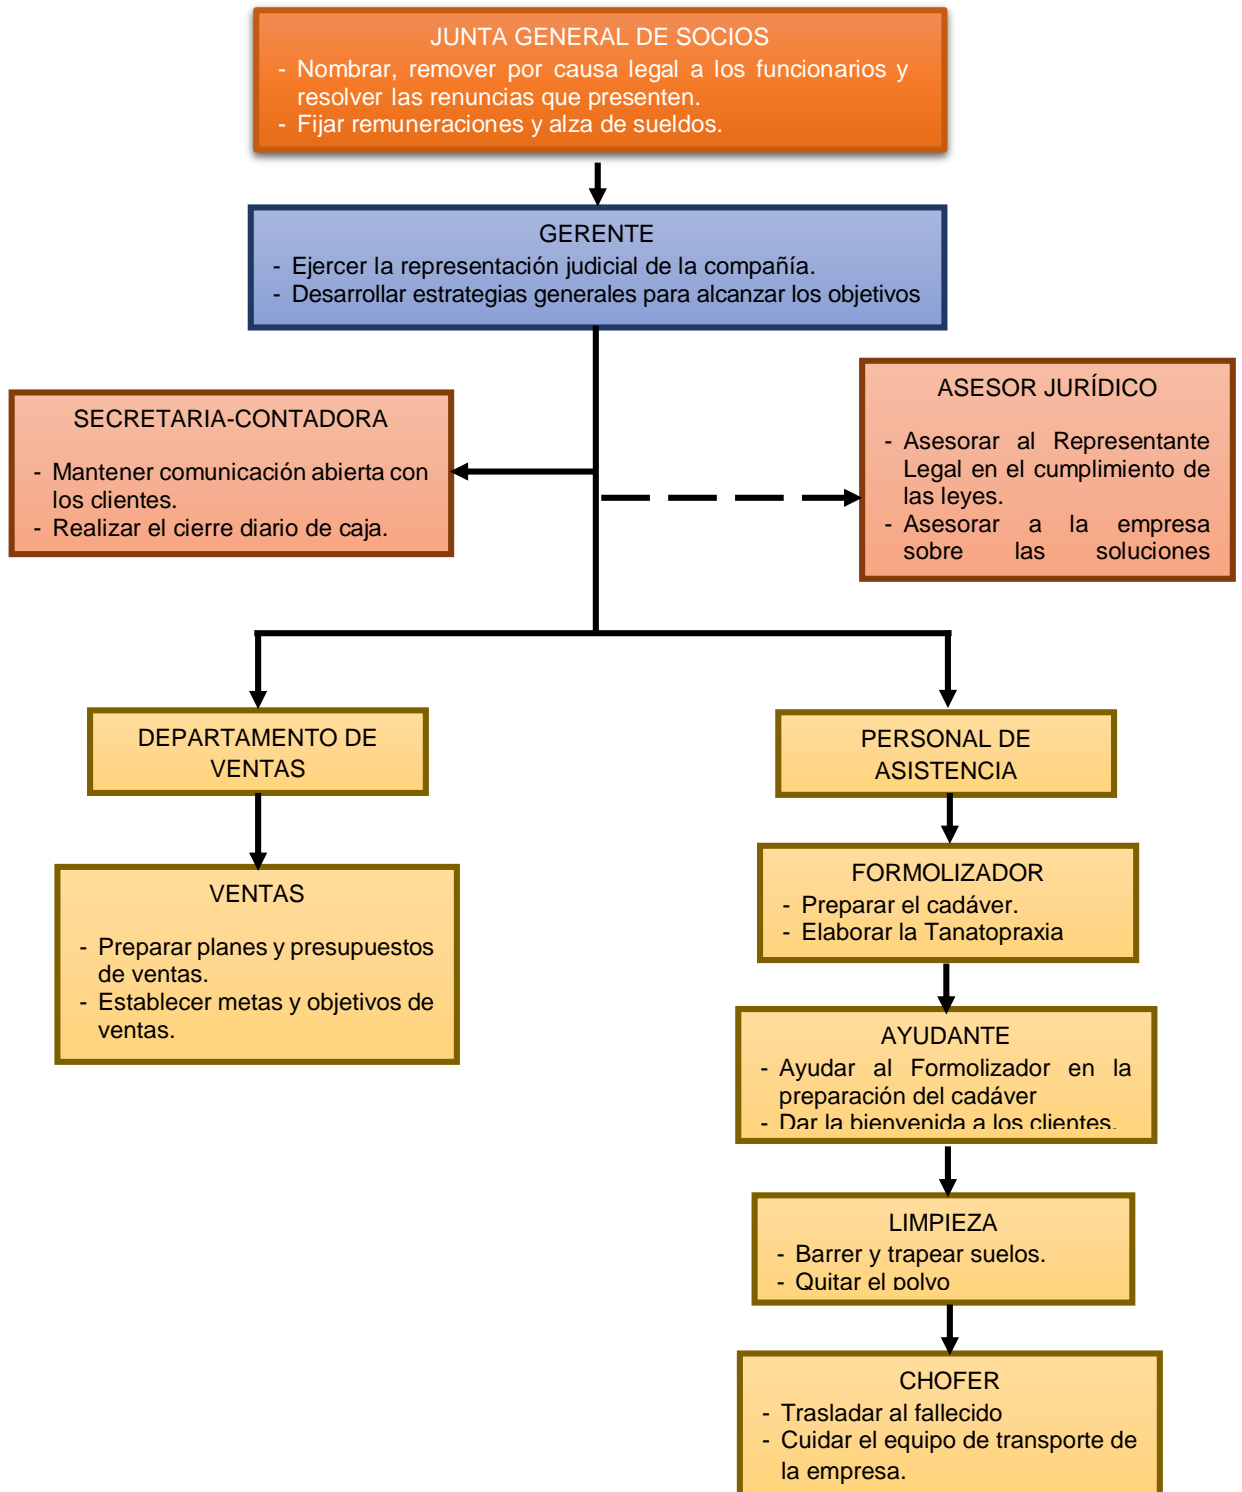 JUNTA GENERAL DE SOCIOS
- Nombrar, remover por causa legal a los funcionarios y
resolver las renuncias que presenten.
- Fijar remuneraciones y alza de sueldos.
GERENTE
- Ejercer la representación judicial de la compañía.
- Desarrollar estrategias generales para alcanzar los objetivos
SECRETARIA-CONTADORA
- Mantener comunicación abierta con
los clientes.
- Realizar el cierre diario de caja.
ASESOR JURÍDICO
- Asesorar al Representante
Legal en el cumplimiento de
las leyes.
- Asesorar a la empresa
sobre las soluciones
DEPARTAMENTO DE
VENTAS
VENTAS
- Preparar planes y presupuestos
de ventas.
- Establecer metas y objetivos de
ventas.
PERSONAL DE
ASISTENCIA
FORMOLIZADOR
- Preparar el cadáver.
- Elaborar la Tanatopraxia
AYUDANTE
- Ayudar al Formolizador en la
preparación del cadáver
- Dar la bienvenida a los clientes.
LIMPIEZA
- Barrer y trapear suelos.
- Quitar el polvo
CHOFER
- Trasladar al fallecido
- Cuidar el equipo de transporte de
la empresa.